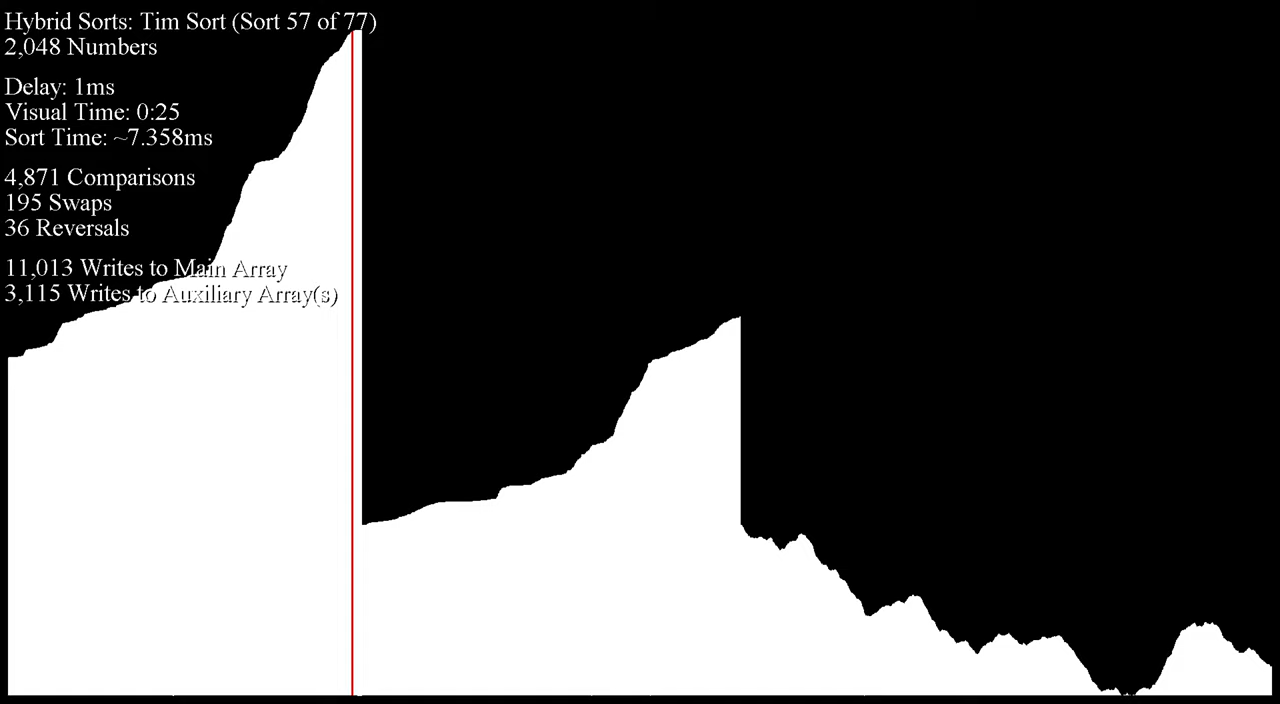 Hybrid Sorts: Tim Sort (Sort 57 of 77)
2,048 Numbers
Delay: 1ms
Visual Time: 0:25
Sort Time: ~7.358ms
4,871 Comparisons
195 Swaps
36 Reversals
11,013 Writes to Main Array
3,115 Writes to Auxiliary Array(s)